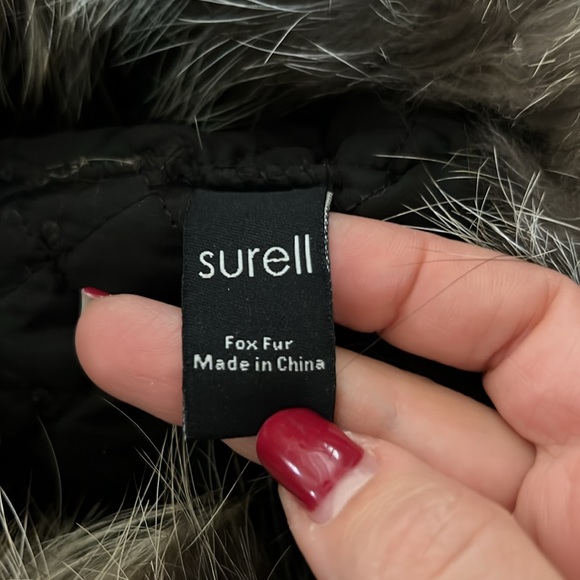 surell
Fox Fur
Made in China